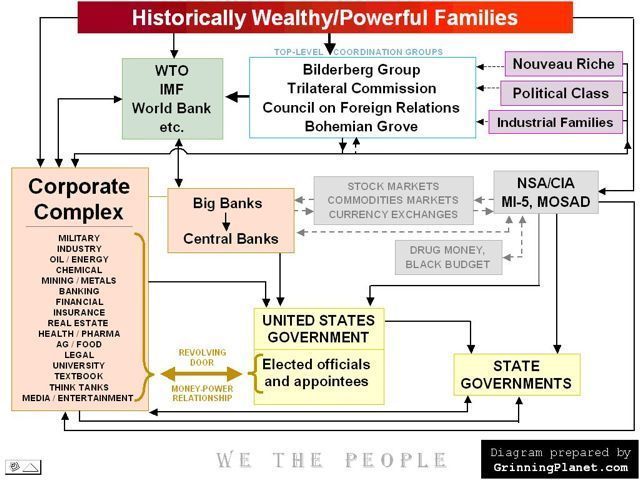 Historically Wealthy/Powerful Families
TOP-LEVEL COORDINATION GROUPS
WTO
IMF
World Bank
etc.
Bilderberg Group
Trilateral Commission
Council on Foreign Relations
Bohemian Grove
Nouveau Riche
Political Class
Industrial Families
Corporate
Complex
MILITARY
INDUSTRY
OIL / ENERGY
CHEMICAL
MINING / METALS
BANKING
FINANCIAL
INSURANCE
REAL ESTATE
HEALTH / PHARMA
AG / FOOD
LEGAL
UNIVERSITY
TEXTBOOK
THINK TANKS
MEDIA / ENTERTAINMENT
Big Banks
Central Banks
STOCK MARKETS
COMMODITIES MARKETS
CURRENCY EXCHANGES
NSA/CIA
MI-5, MOSAD
DRUG MONEY,
BLACK BUDGET
UNITED STATES
GOVERNMENT
Elected officials
and appointees
REVOLVING
DOOR
MONEY-POWER
RELATIONSHIP
STATE
GOVERNMENTS
WE THE PEOPLE
Diagram prepared by
GrinningPlanet.com